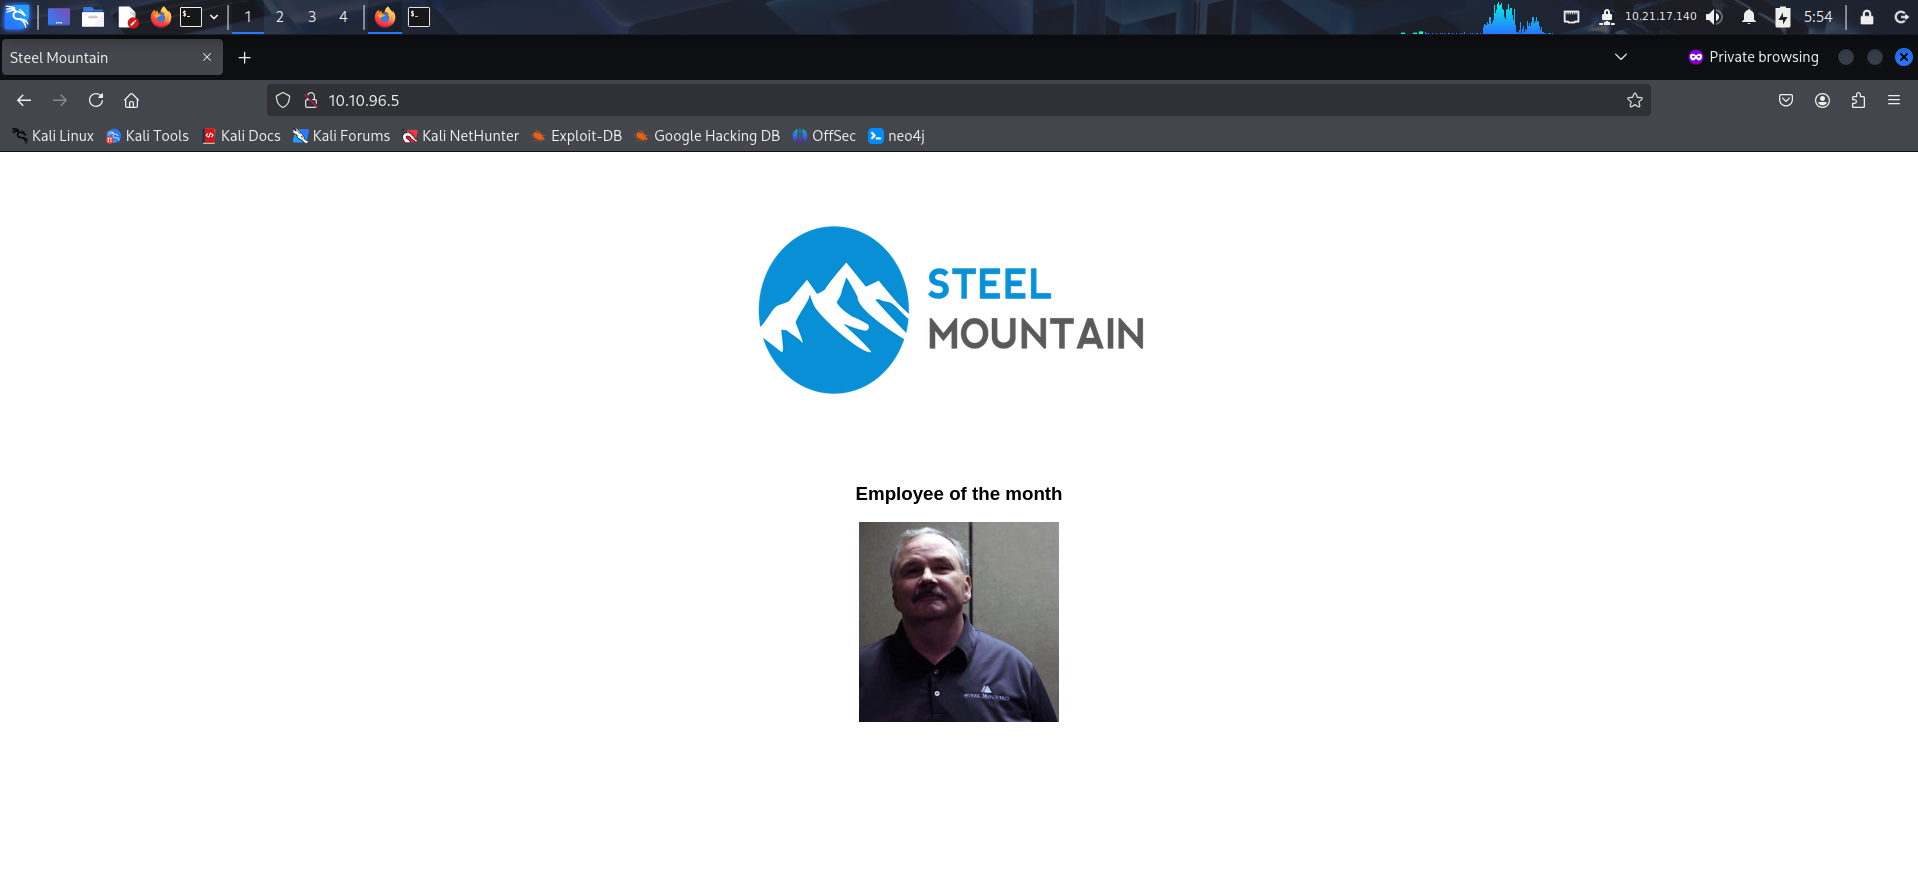 1 2 3 4 10.21.17.140 5:54
Steel Mountain Private browsing
10.10.96.5
Kali Linux Kali Tools Kali Docs Kali Forums Kali NetHunter Exploit-DB Google Hacking DB OffSec neo4j
STEEL
MOUNTAIN
Employee of the month
STEEL MOUNTAIN